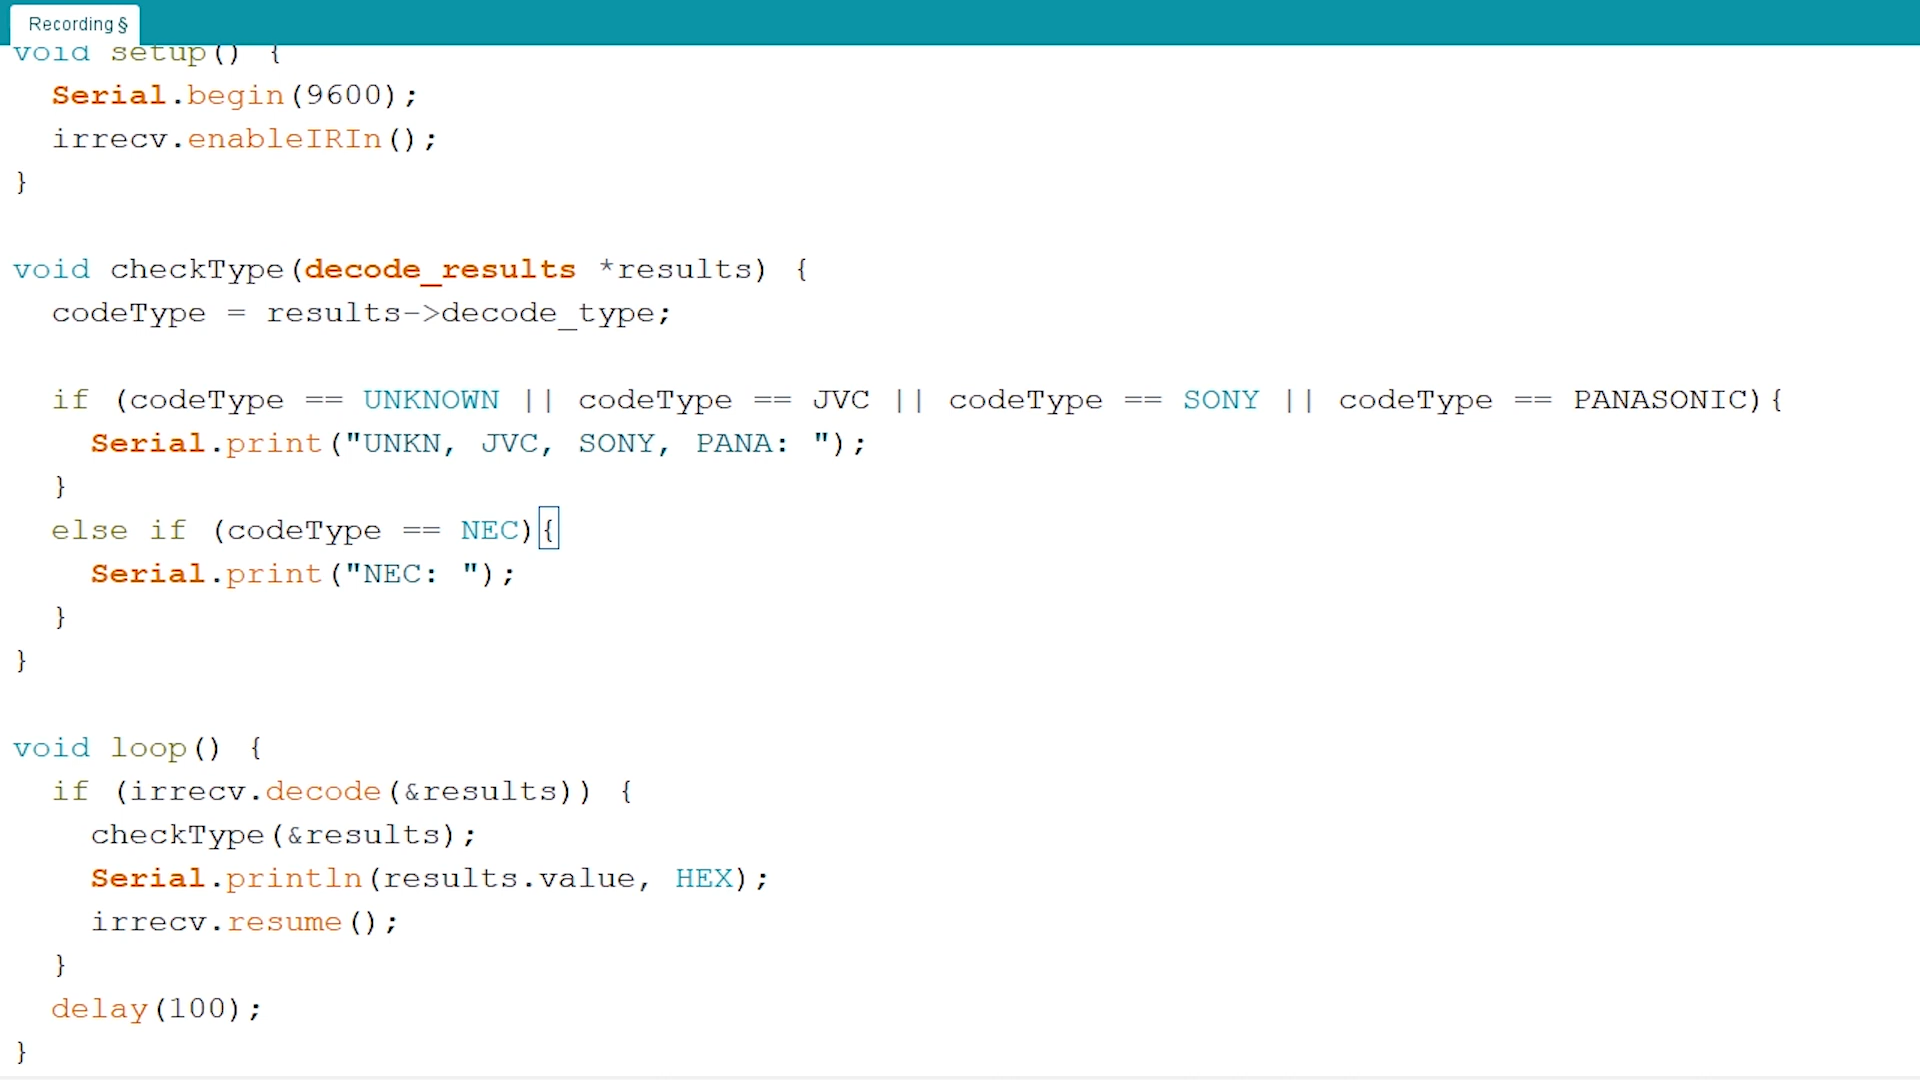 Recording §
void setup() {
  Serial.begin(9600);
  irrecv.enableIRIn();
}

void checkType(decode_results *results) {
  codeType = results->decode_type;

  if (codeType == UNKNOWN || codeType == JVC || codeType == SONY || codeType == PANASONIC){
    Serial.print("UNKN, JVC, SONY, PANA: ");
  }
  else if (codeType == NEC){
    Serial.print("NEC: ");
  }
}

void loop() {
  if (irrecv.decode(&results)) {
    checkType(&results);
    Serial.println(results.value, HEX);
    irrecv.resume();
  }
  delay(100);
}